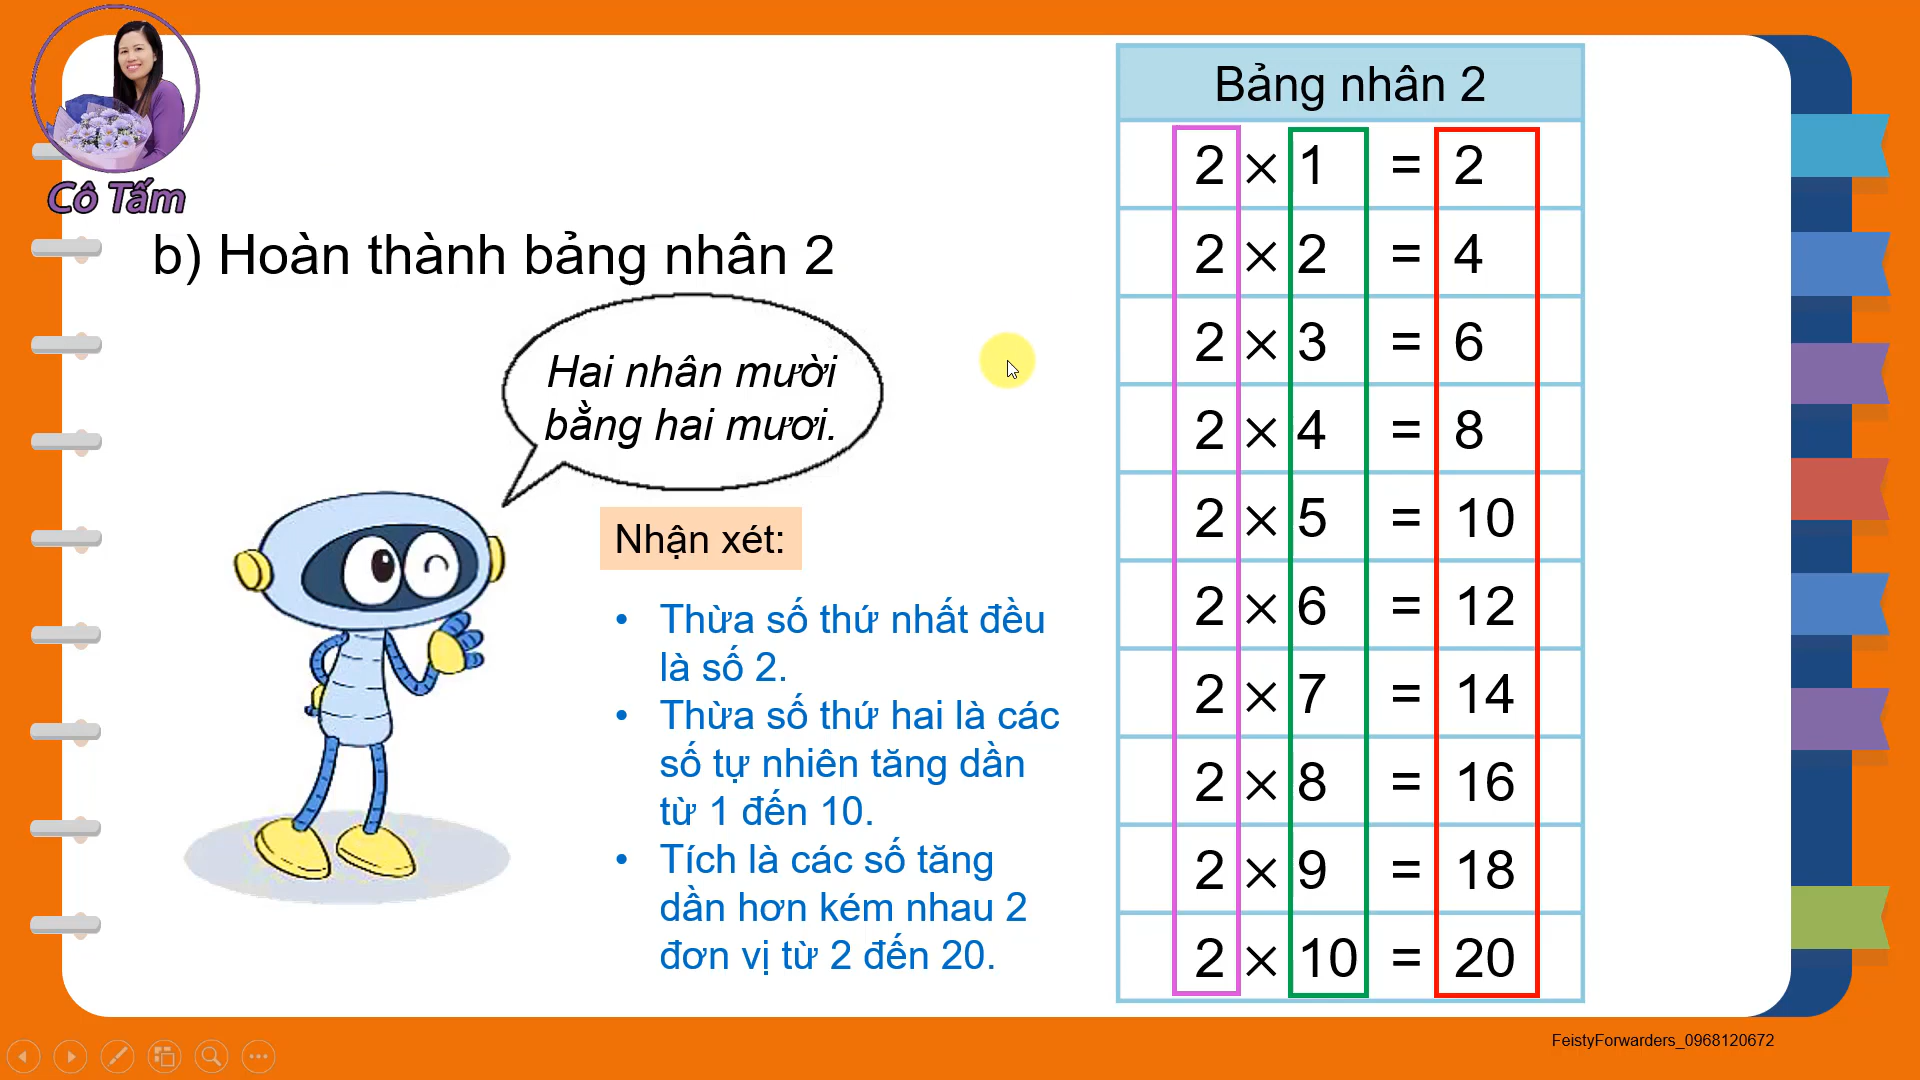 Cô Tấm
b) Hoàn thành bảng nhân 2
Hai nhân mười
bằng hai mươi.
Nhận xét:
• Thừa số thứ nhất đều
là số 2.
• Thừa số thứ hai là các
số tự nhiên tăng dần
từ 1 đến 10.
• Tích là các số tăng
dần hơn kém nhau 2
đơn vị từ 2 đến 20.
Bảng nhân 2
2 × 1 = 2
2 × 2 = 4
2 × 3 = 6
2 × 4 = 8
2 × 5 = 10
2 × 6 = 12
2 × 7 = 14
2 × 8 = 16
2 × 9 = 18
2 × 10 = 20
FeistyForwarders_0968120672